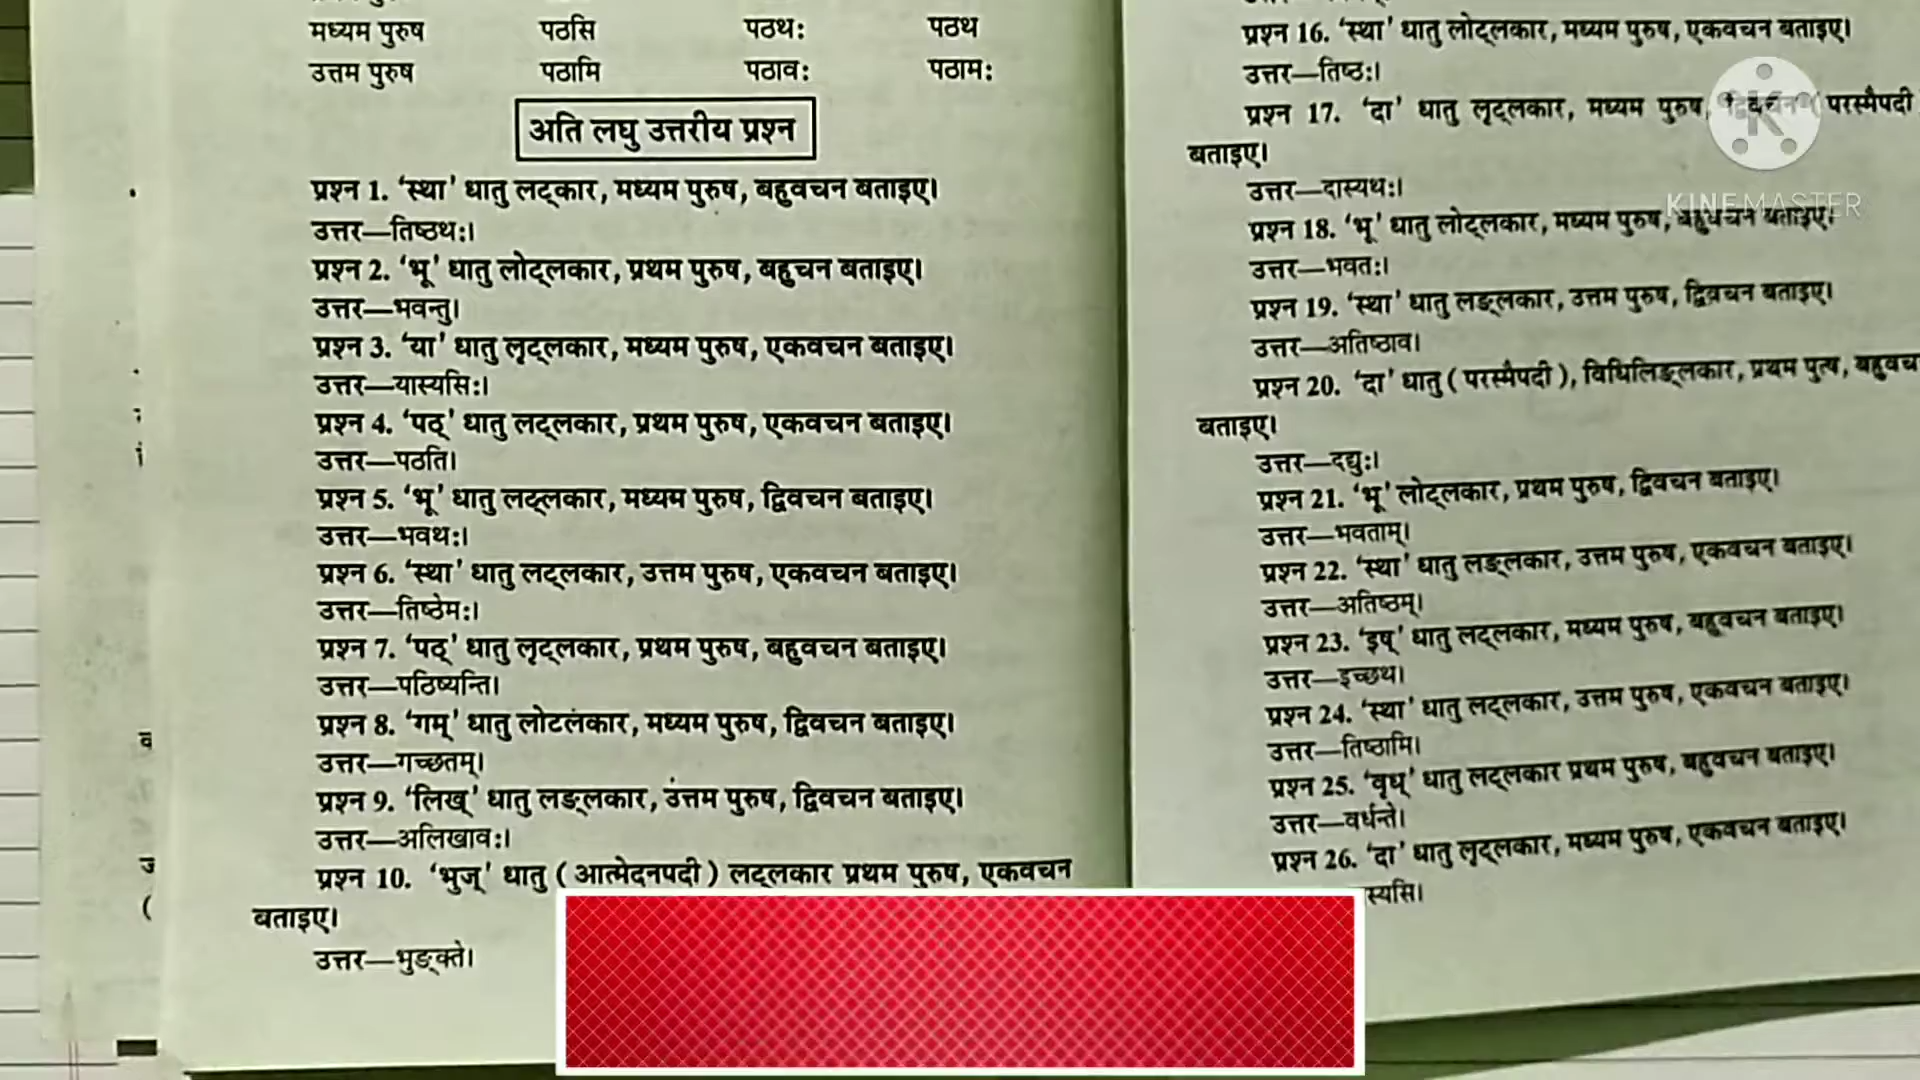 मध्यम पुरुष पठसि पठथः पठथ
उत्तम पुरुष पठामि पठावः पठामः
अति लघु उत्तरीय प्रश्न
प्रश्न 1. ‘स्था’ धातु लट्कार, मध्यम पुरुष, बहुवचन बताइए।
उत्तर—तिष्ठथः।
प्रश्न 2. ‘भू’ धातु लोट्लकार, प्रथम पुरुष, बहुचन बताइए।
उत्तर—भवन्तु।
प्रश्न 3. ‘या’ धातु लृट्लकार, मध्यम पुरुष, एकवचन बताइए।
उत्तर—यास्यसिः।
प्रश्न 4. ‘पठ्’ धातु लट्लकार, प्रथम पुरुष, एकवचन बताइए।
उत्तर—पठति।
प्रश्न 5. ‘भू’ धातु लट्लकार, मध्यम पुरुष, द्विवचन बताइए।
उत्तर—भवथः।
प्रश्न 6. ‘स्था’ धातु लट्लकार, उत्तम पुरुष, एकवचन बताइए।
उत्तर—तिष्ठेमः।
प्रश्न 7. ‘पठ्’ धातु लृट्लकार, प्रथम पुरुष, बहुवचन बताइए।
उत्तर—पठिष्यन्ति।
प्रश्न 8. ‘गम्’ धातु लोटलंकार, मध्यम पुरुष, द्विवचन बताइए।
उत्तर—गच्छतम्।
प्रश्न 9. ‘लिख्’ धातु लङ्लकार, उंत्तम पुरुष, द्विवचन बताइए।
उत्तर—अलिखावः।
प्रश्न 10. ‘भुज्’ धातु ( आत्मेदनपदी ) लट्लकार प्रथम पुरुष, एकवचन
बताइए।
उत्तर—भुङ्क्ते।
प्रश्न 16. ‘स्था’ धातु लोट्लकार, मध्यम पुरुष, एकवचन बताइए।
उत्तर—तिष्ठः।
प्रश्न 17. ‘दा’ धातु लृट्लकार, मध्यम पुरुष, द्विवचन ( परस्मैपदी
बताइए।
उत्तर—दास्यथः।
प्रश्न 18. ‘भू’ धातु लोट्लकार, मध्यम पुरुष, बहुवचन बताइए।
उत्तर—भवतः।
प्रश्न 19. ‘स्था’ धातु लङ्लकार, उत्तम पुरुष, द्विवचन बताइए।
उत्तर—अतिष्ठाव।
प्रश्न 20. ‘दा’ धातु ( परस्मैपदी ), विधिलिङ्लकार, प्रथम पुत्ष, बहुवच
बताइए।
उत्तर—दद्युः।
प्रश्न 21. ‘भू’ लोट्लकार, प्रथम पुरुष, द्विवचन बताइए।
उत्तर—भवताम्।
प्रश्न 22. ‘स्था’ धातु लङ्लकार, उत्तम पुरुष, एकवचन बताइए।
उत्तर—अतिष्ठम्।
प्रश्न 23. ‘इष्’ धातु लट्लकार, मध्यम पुरुष, बहुवचन बताइए।
उत्तर—इच्छथ।
प्रश्न 24. ‘स्था’ धातु लट्लकार, उत्तम पुरुष, एकवचन बताइए।
उत्तर—तिष्ठामि।
प्रश्न 25. ‘वृध्’ धातु लट्लकार प्रथम पुरुष, बहुवचन बताइए।
उत्तर—वर्धन्ते।
प्रश्न 26. ‘दा’ धातु लृट्लकार, मध्यम पुरुष, एकवचन बताइए।
स्यसि।
K
KINEMASTER